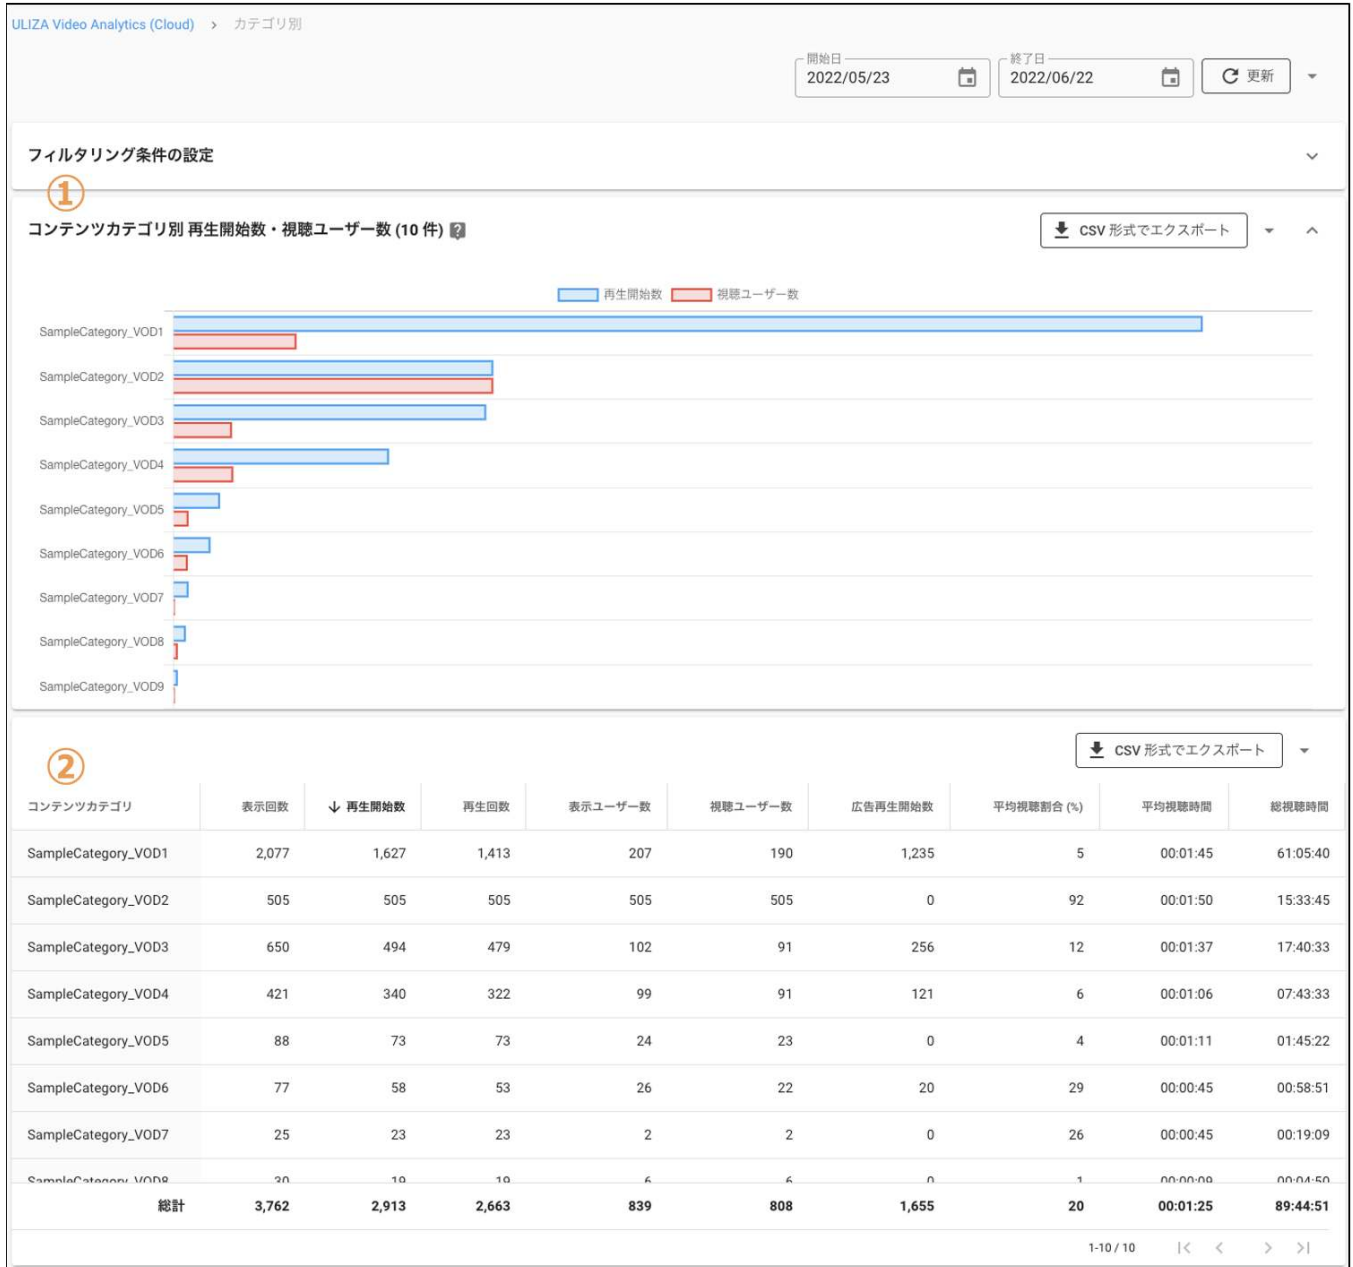 ULIZA Video Analytics (Cloud) › カテゴリ別
開始日 終了日
2022/05/23 2022/06/22 更新
フィルタリング条件の設定
①
コンテンツカテゴリ別 再生開始数・視聴ユーザー数 (10 件) ? CSV 形式でエクスポート
再生開始数 視聴ユーザー数
SampleCategory_VOD1
SampleCategory_VOD2
SampleCategory_VOD3
SampleCategory_VOD4
SampleCategory_VOD5
SampleCategory_VOD6
SampleCategory_VOD7
SampleCategory_VOD8
SampleCategory_VOD9
② CSV 形式でエクスポート
コンテンツカテゴリ 表示回数 ↓ 再生開始数 再生回数 表示ユーザー数 視聴ユーザー数 広告再生開始数 平均視聴割合 (%) 平均視聴時間 総視聴時間
SampleCategory_VOD1 2,077 1,627 1,413 207 190 1,235 5 00:01:45 61:05:40
SampleCategory_VOD2 505 505 505 505 505 0 92 00:01:50 15:33:45
SampleCategory_VOD3 650 494 479 102 91 256 12 00:01:37 17:40:33
SampleCategory_VOD4 421 340 322 99 91 121 6 00:01:06 07:43:33
SampleCategory_VOD5 88 73 73 24 23 0 4 00:01:11 01:45:22
SampleCategory_VOD6 77 58 53 26 22 20 29 00:00:45 00:58:51
SampleCategory_VOD7 25 23 23 2 2 0 26 00:00:45 00:19:09
SampleCategory_VOD8 30 19 19 6 6 0 1 00:00:09 00:04:50
総計 3,762 2,913 2,663 839 808 1,655 20 00:01:25 89:44:51
1-10 / 10